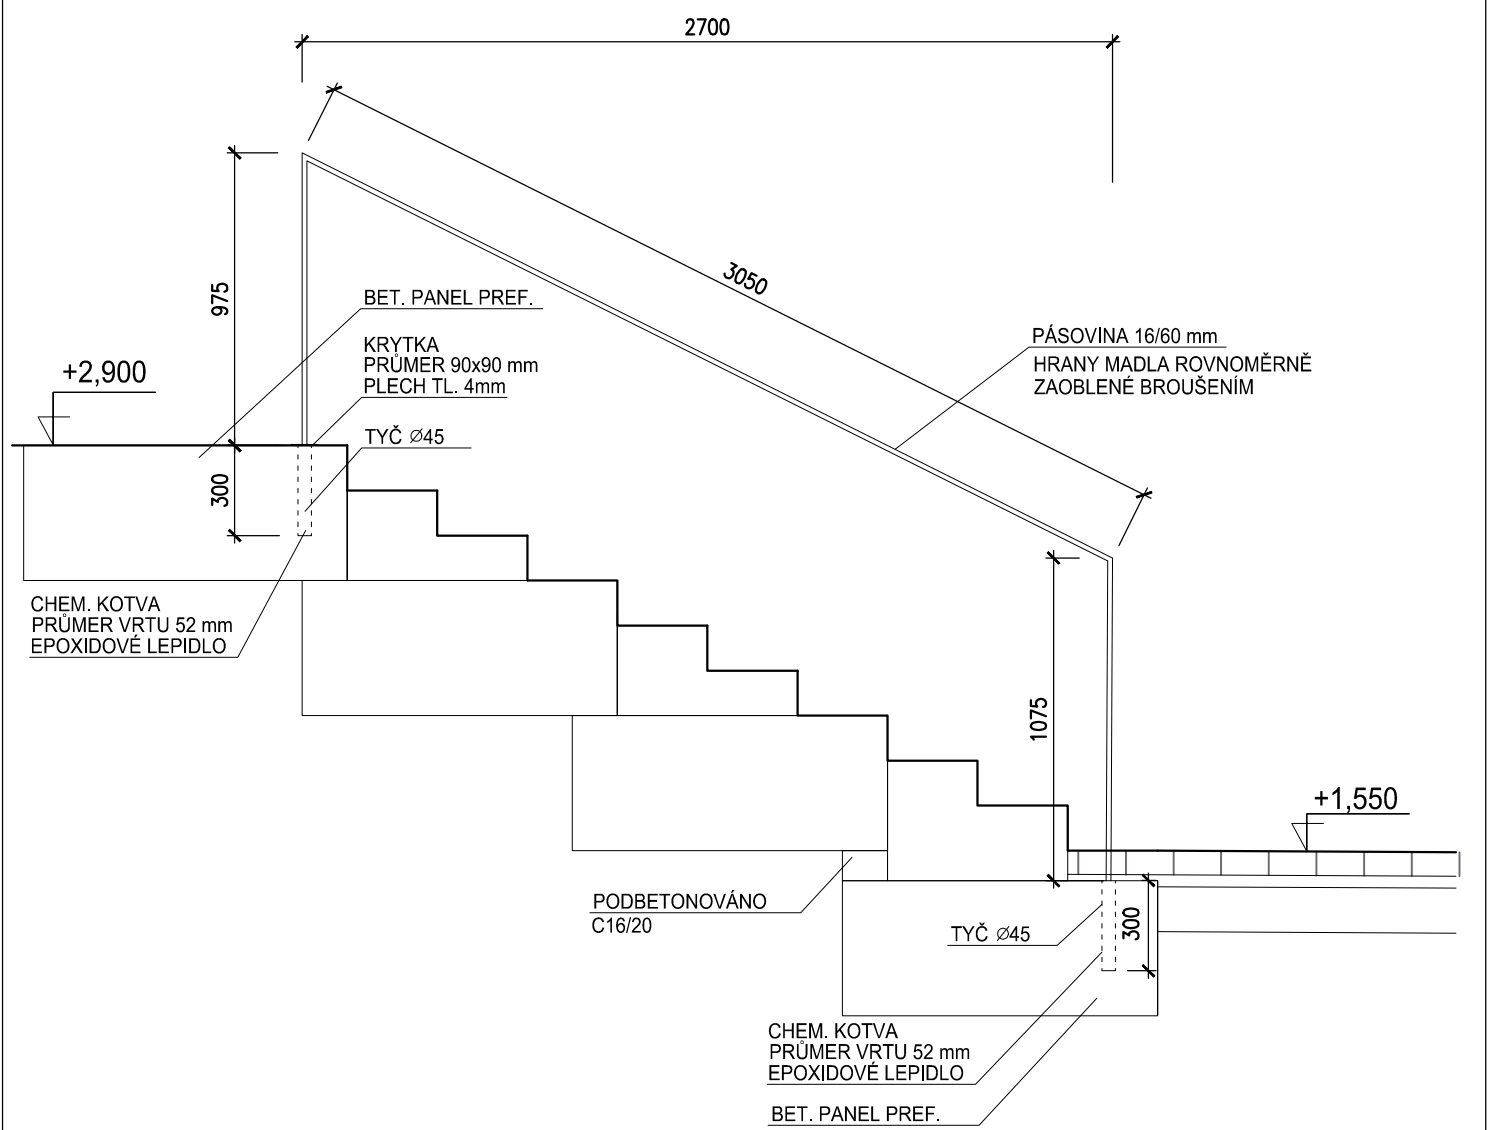 2700
3050
975
BET. PANEL PREF.
KRYTKA
PRŮMER 90x90 mm
PLECH TL. 4mm
PÁSOVINA 16/60 mm
HRANY MADLA ROVNOMĚRNĚ
ZAOBLENÉ BROUŠENÍM
+2,900
TYČ ⌀45
300
CHEM. KOTVA
PRŮMER VRTU 52 mm
EPOXIDOVÉ LEPIDLO
1075
+1,550
PODBETONOVÁNO
C16/20
TYČ ⌀45
300
CHEM. KOTVA
PRŮMER VRTU 52 mm
EPOXIDOVÉ LEPIDLO
BET. PANEL PREF.